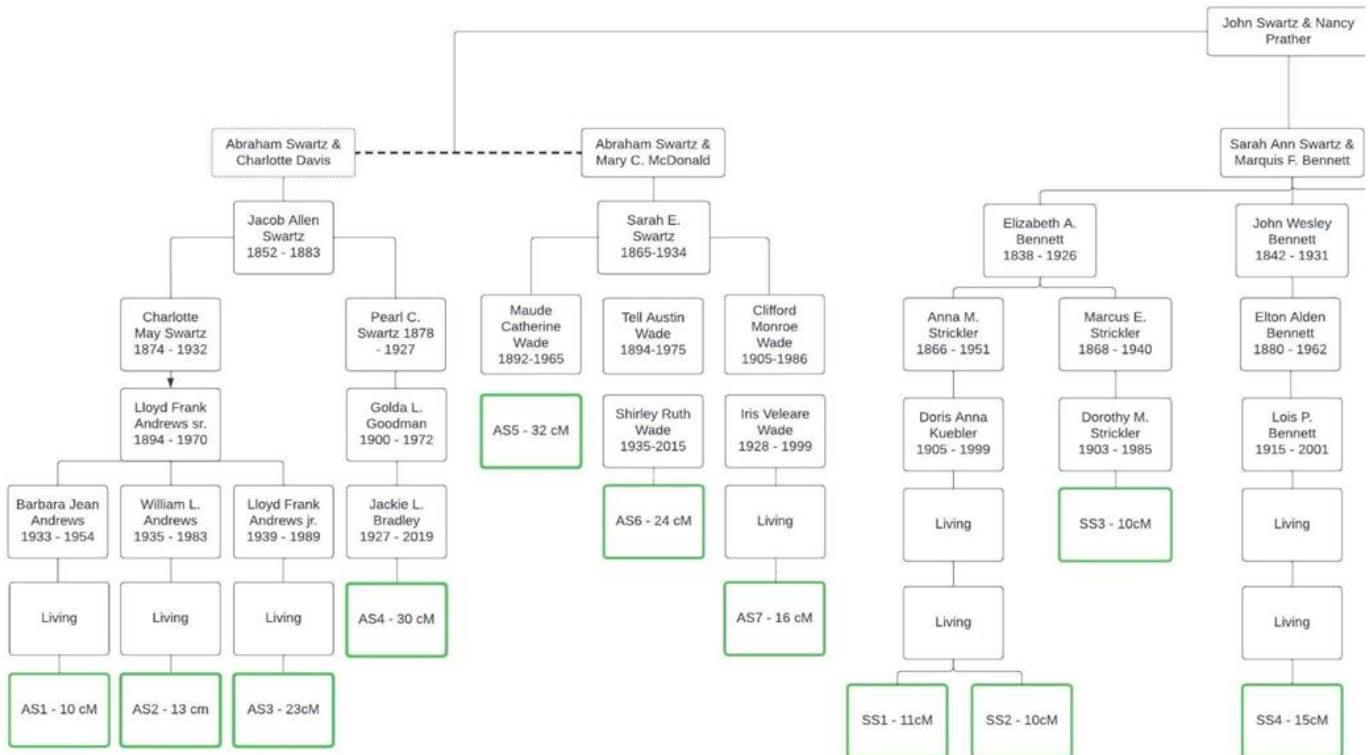 John Swartz & Nancy
Prather
Abraham Swartz &
Charlotte Davis
Abraham Swartz &
Mary C. McDonald
Sarah Ann Swartz &
Marquis F. Bennett
Jacob Allen
Swartz
1852 - 1883
Sarah E.
Swartz
1865-1934
Elizabeth A.
Bennett
1838 - 1926
John Wesley
Bennett
1842 - 1931
Charlotte
May Swartz
1874 - 1932
Pearl C.
Swartz 1878
- 1927
Maude
Catherine
Wade
1892-1965
Tell Austin
Wade
1894-1975
Clifford
Monroe
Wade
1905-1986
Anna M.
Strickler
1866 - 1951
Marcus E.
Strickler
1868 - 1940
Elton Alden
Bennett
1880 - 1962
Lloyd Frank
Andrews sr.
1894 - 1970
Golda L.
Goodman
1900 - 1972
AS5 - 32 cM
Shirley Ruth
Wade
1935-2015
Iris Veleare
Wade
1928 - 1999
Doris Anna
Kuebler
1905 - 1999
Dorothy M.
Strickler
1903 - 1985
Lois P.
Bennett
1915 - 2001
Barbara Jean
Andrews
1933 - 1954
William L.
Andrews
1935 - 1983
Lloyd Frank
Andrews jr.
1939 - 1989
Jackie L.
Bradley
1927 - 2019
AS6 - 24 cM
Living
Living
SS3 - 10cM
Living
Living
Living
Living
AS4 - 30 cM
AS7 - 16 cM
Living
Living
AS1 - 10 cM
AS2 - 13 cm
AS3 - 23cM
SS1 - 11cM
SS2 - 10cM
SS4 - 15cM